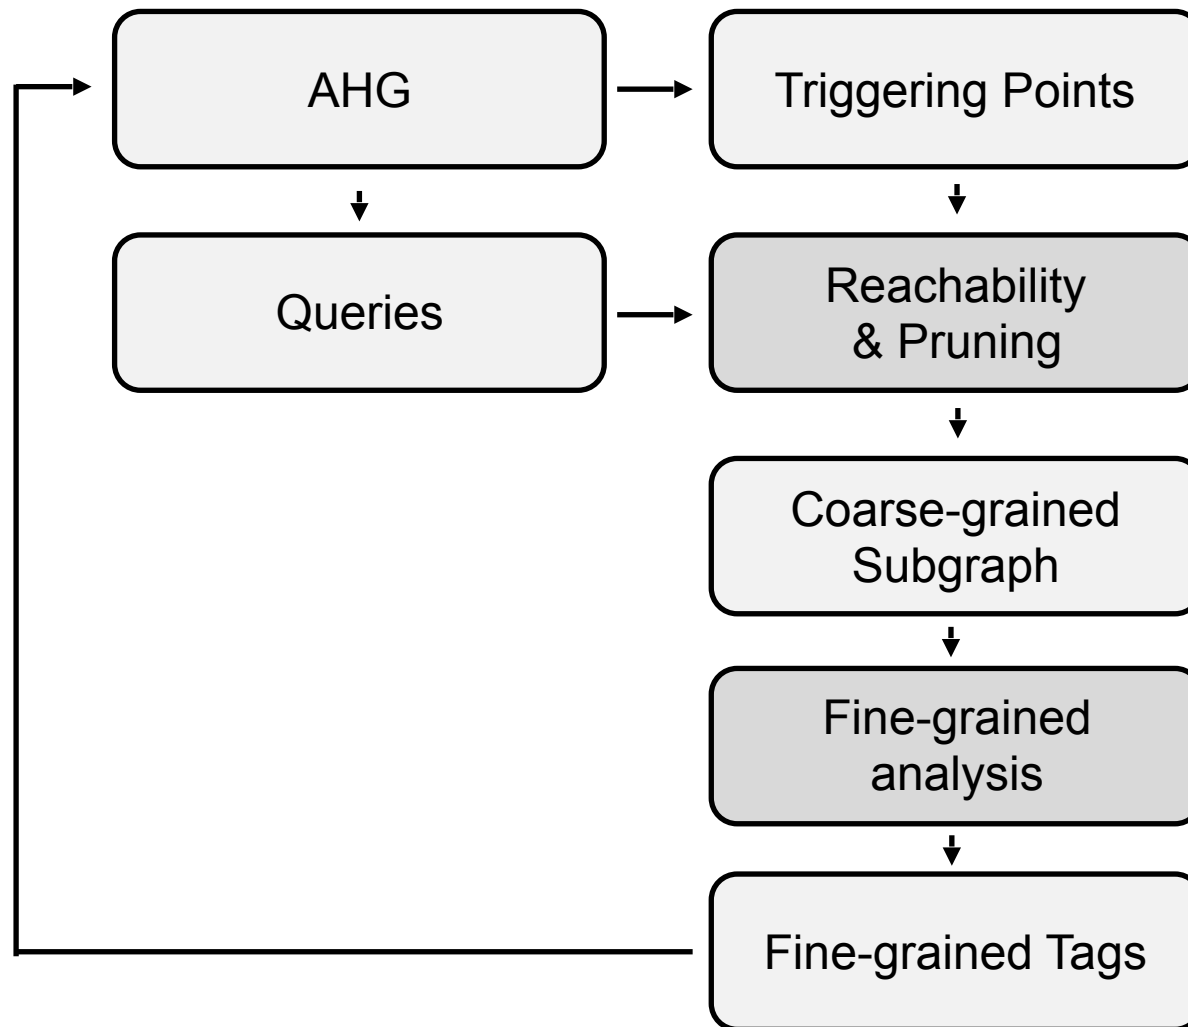 AHG
Triggering Points
Queries
Reachability
& Pruning
Coarse-grained
Subgraph
Fine-grained
analysis
Fine-grained Tags